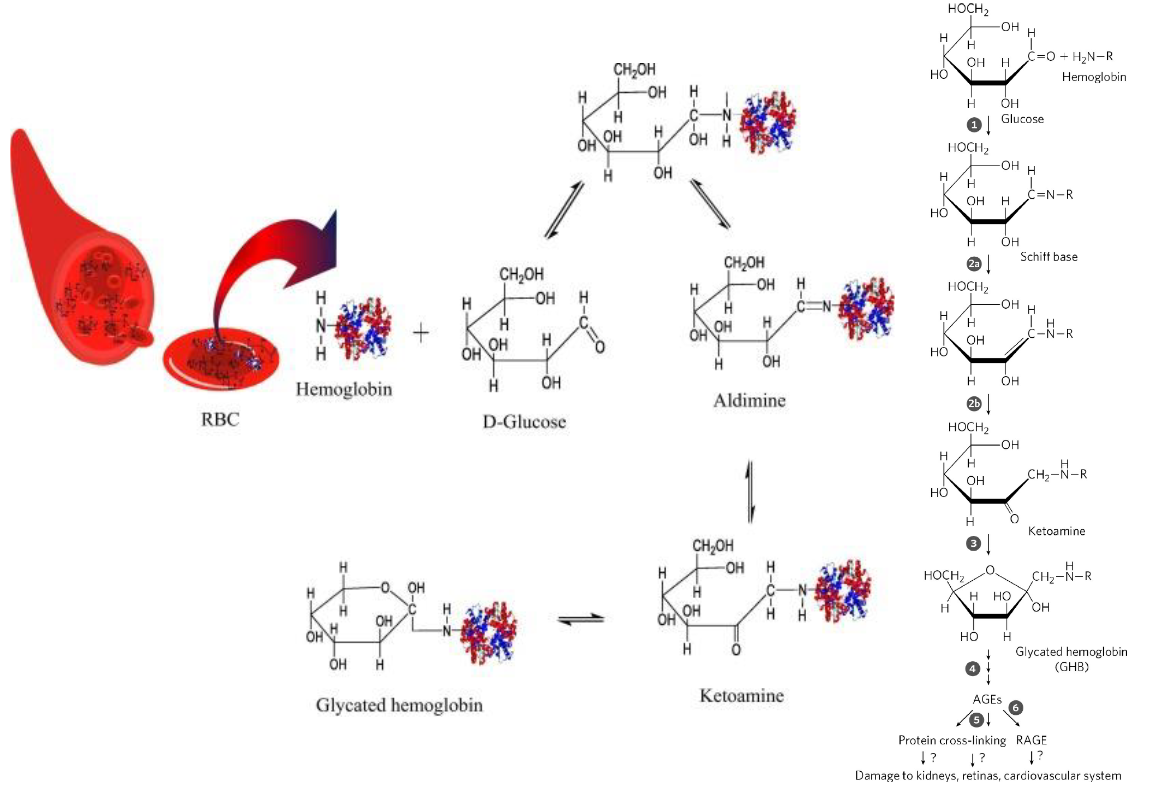 CH2OH
H
OH
H
H
OH
OH
H
H
OH
C
OH
N
H
H
N
H
Hemoglobin
+
CH2OH
H
OH
H
H
OH
OH
H
H
OH
O
D-Glucose
RBC
CH2OH
H
OH
H
H
OH
OH
H
H
OH
C=N
Aldimine
CH2OH
H
OH
H
H
OH
OH
H
H
H
N
H
O
Ketoamine
H
O
OH
H
H
C
H
OH
H
OH
N
OH
H
Glycated hemoglobin
HOCH2
OH
H
H
H
OH
H
C=O + H2N–R
HO
H
OH
Hemoglobin
Glucose
1
HOCH2
OH
H
H
H
OH
H
C=N–R
HO
H
OH
Schiff base
2a
HOCH2
OH
H
H
H
H
OH
C–N–R
HO
H
OH
2b
HOCH2
OH
H
H
OH
H
CH2–N–R
HO
H
O
Ketoamine
3
HOCH2
O
H
CH2–N–R
H
H
HO
OH
HO
H
Glycated hemoglobin
(GHB)
4
AGEs
5
6
Protein cross-linking RAGE
? ? ?
Damage to kidneys, retinas, cardiovascular system